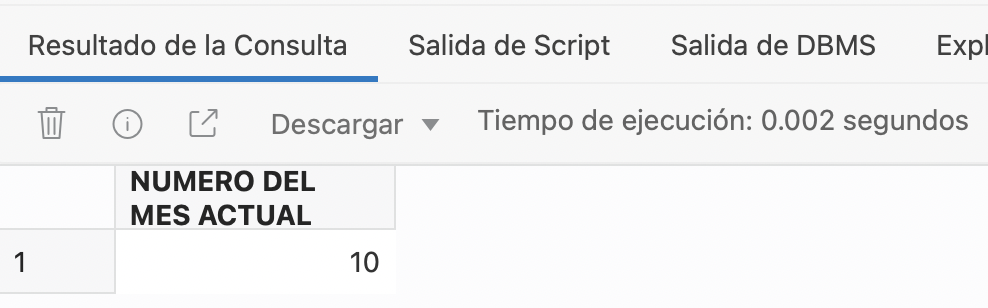 Resultado de la Consulta Salida de Script Salida de DBMS Expl
Descargar Tiempo de ejecución: 0.002 segundos
NUMERO DEL
MES ACTUAL
1 10